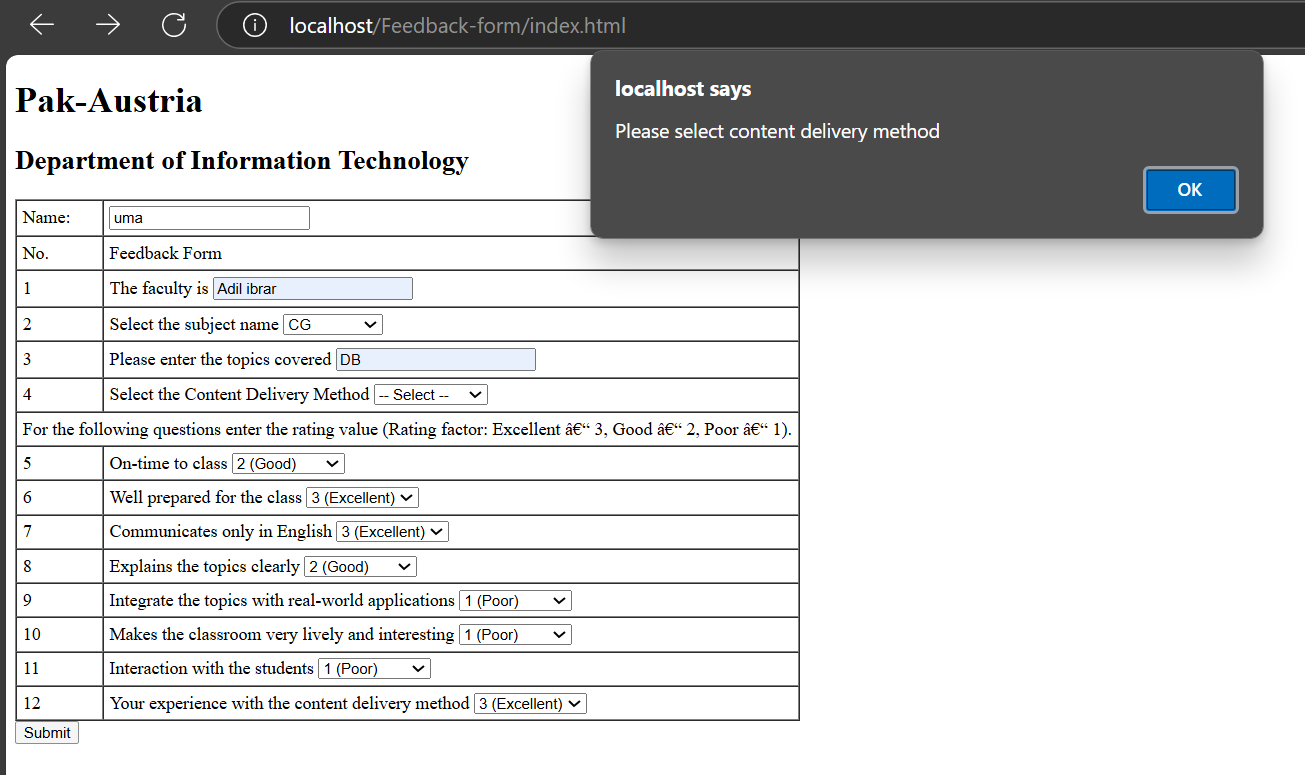 localhost/Feedback-form/index.html
localhost says
Please select content delivery method
OK
Pak-Austria
Department of Information Technology
Name: uma
No. Feedback Form
1 The faculty is Adil ibrar
2 Select the subject name CG
3 Please enter the topics covered DB
4 Select the Content Delivery Method -- Select --
For the following questions enter the rating value (Rating factor: Excellent â€“ 3, Good â€“ 2, Poor â€“ 1).
5 On-time to class 2 (Good)
6 Well prepared for the class 3 (Excellent)
7 Communicates only in English 3 (Excellent)
8 Explains the topics clearly 2 (Good)
9 Integrate the topics with real-world applications 1 (Poor)
10 Makes the classroom very lively and interesting 1 (Poor)
11 Interaction with the students 1 (Poor)
12 Your experience with the content delivery method 3 (Excellent)
Submit